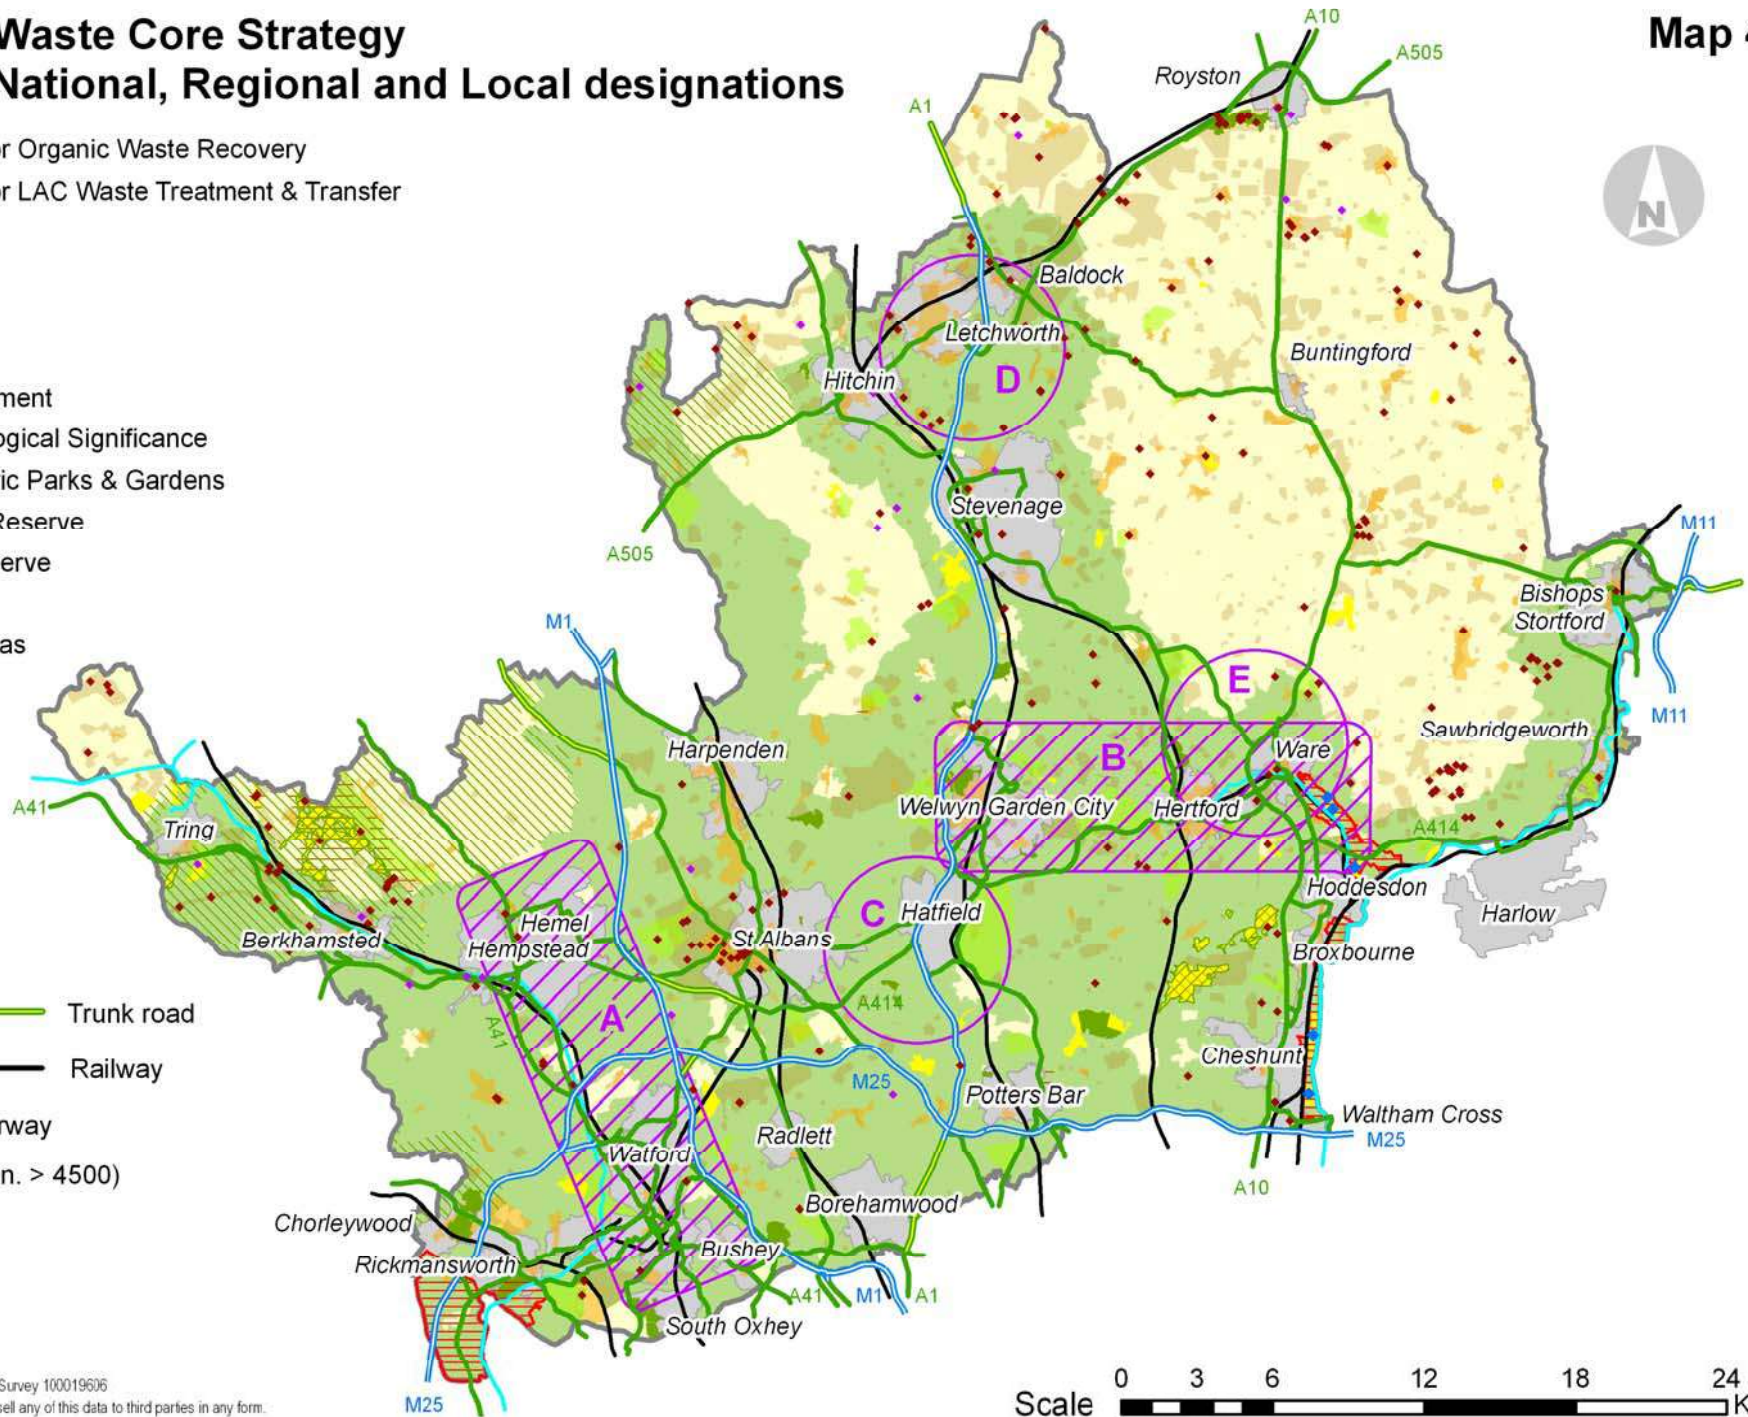 Waste Core Strategy
National, Regional and Local designations
Map
or Organic Waste Recovery
or LAC Waste Treatment & Transfer
ment
ogical Significance
ric Parks & Gardens
Reserve
erve
as
Trunk road
Railway
rway
n. > 4500)
Survey 100019606
sell any of this data to third parties in any form.
A10
A505
Royston
A1
N
Baldock
Letchworth
Buntingford
Hitchin
D
Stevenage
A505
M11
Bishops
Stortford
M1
E
M11
Sawbridgeworth
Harpenden
B
Ware
A41
Tring
Welwyn Garden City
Hertford
A414
Hoddesdon
Harlow
C
Hatfield
Hemel
Hempstead
St Albans
Berkhamsted
Broxbourne
A414
A
A41
Cheshunt
M25
Potters Bar
Waltham Cross
M25
Radlett
Watford
A10
Borehamwood
Chorleywood
Bushey
Rickmansworth
A41
M1
A1
South Oxhey
M25
Scale
0 3 6 12 18 24
K